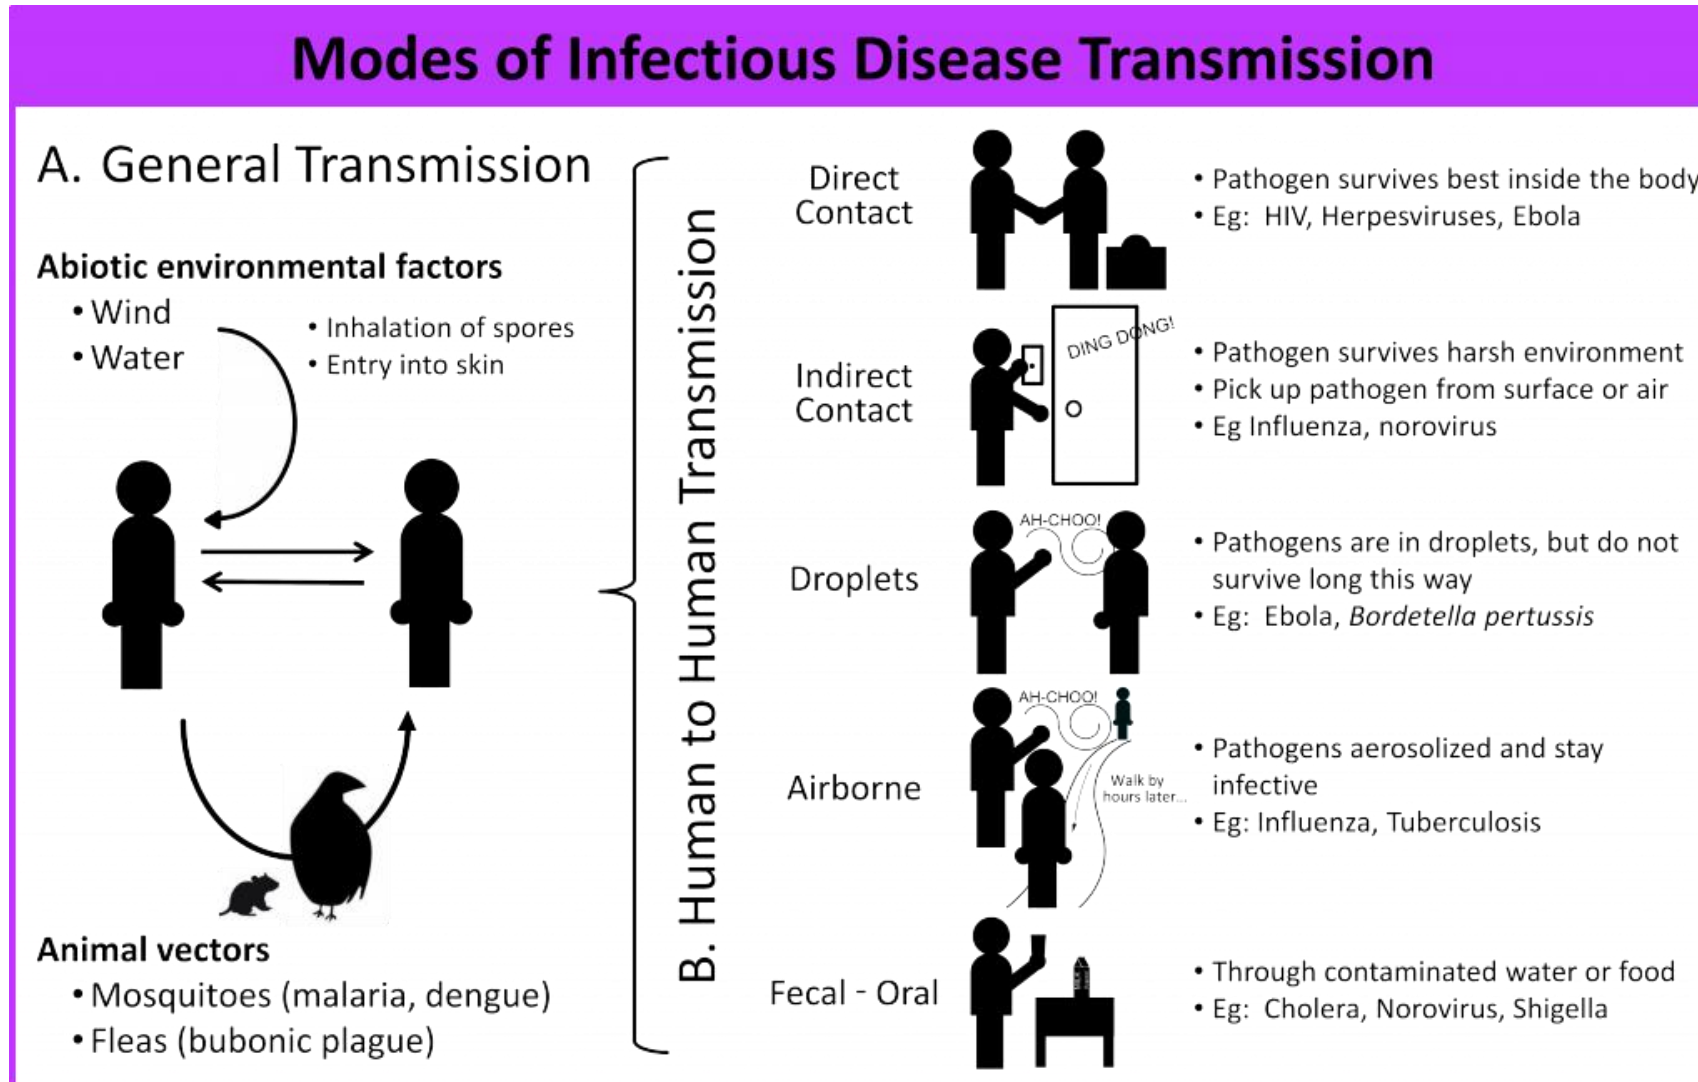 Modes of Infectious Disease Transmission
A. General Transmission
Abiotic environmental factors
• Wind
• Water
• Inhalation of spores
• Entry into skin
Animal vectors
• Mosquitoes (malaria, dengue)
• Fleas (bubonic plague)
B. Human to Human Transmission
Direct
Contact
• Pathogen survives best inside the body
• Eg: HIV, Herpesviruses, Ebola
Indirect
Contact
DING DONG!
• Pathogen survives harsh environment
• Pick up pathogen from surface or air
• Eg Influenza, norovirus
Droplets
AH-CHOO!
• Pathogens are in droplets, but do not
survive long this way
• Eg: Ebola, Bordetella pertussis
Airborne
AH-CHOO!
Walk by
hours later...
• Pathogens aerosolized and stay
infective
• Eg: Influenza, Tuberculosis
Fecal - Oral
• Through contaminated water or food
• Eg: Cholera, Norovirus, Shigella